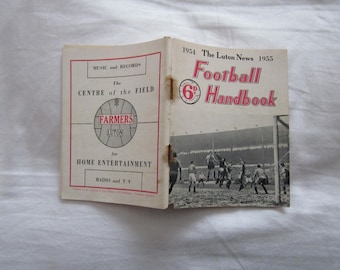 MUSIC and RECORDS
The
CENTRE of the FIELD
FARMERS
LUTON
for
HOME ENTERTAINMENT
RADIO and T.V.
1954 The Luton News 1955
Football
6D
Handbook